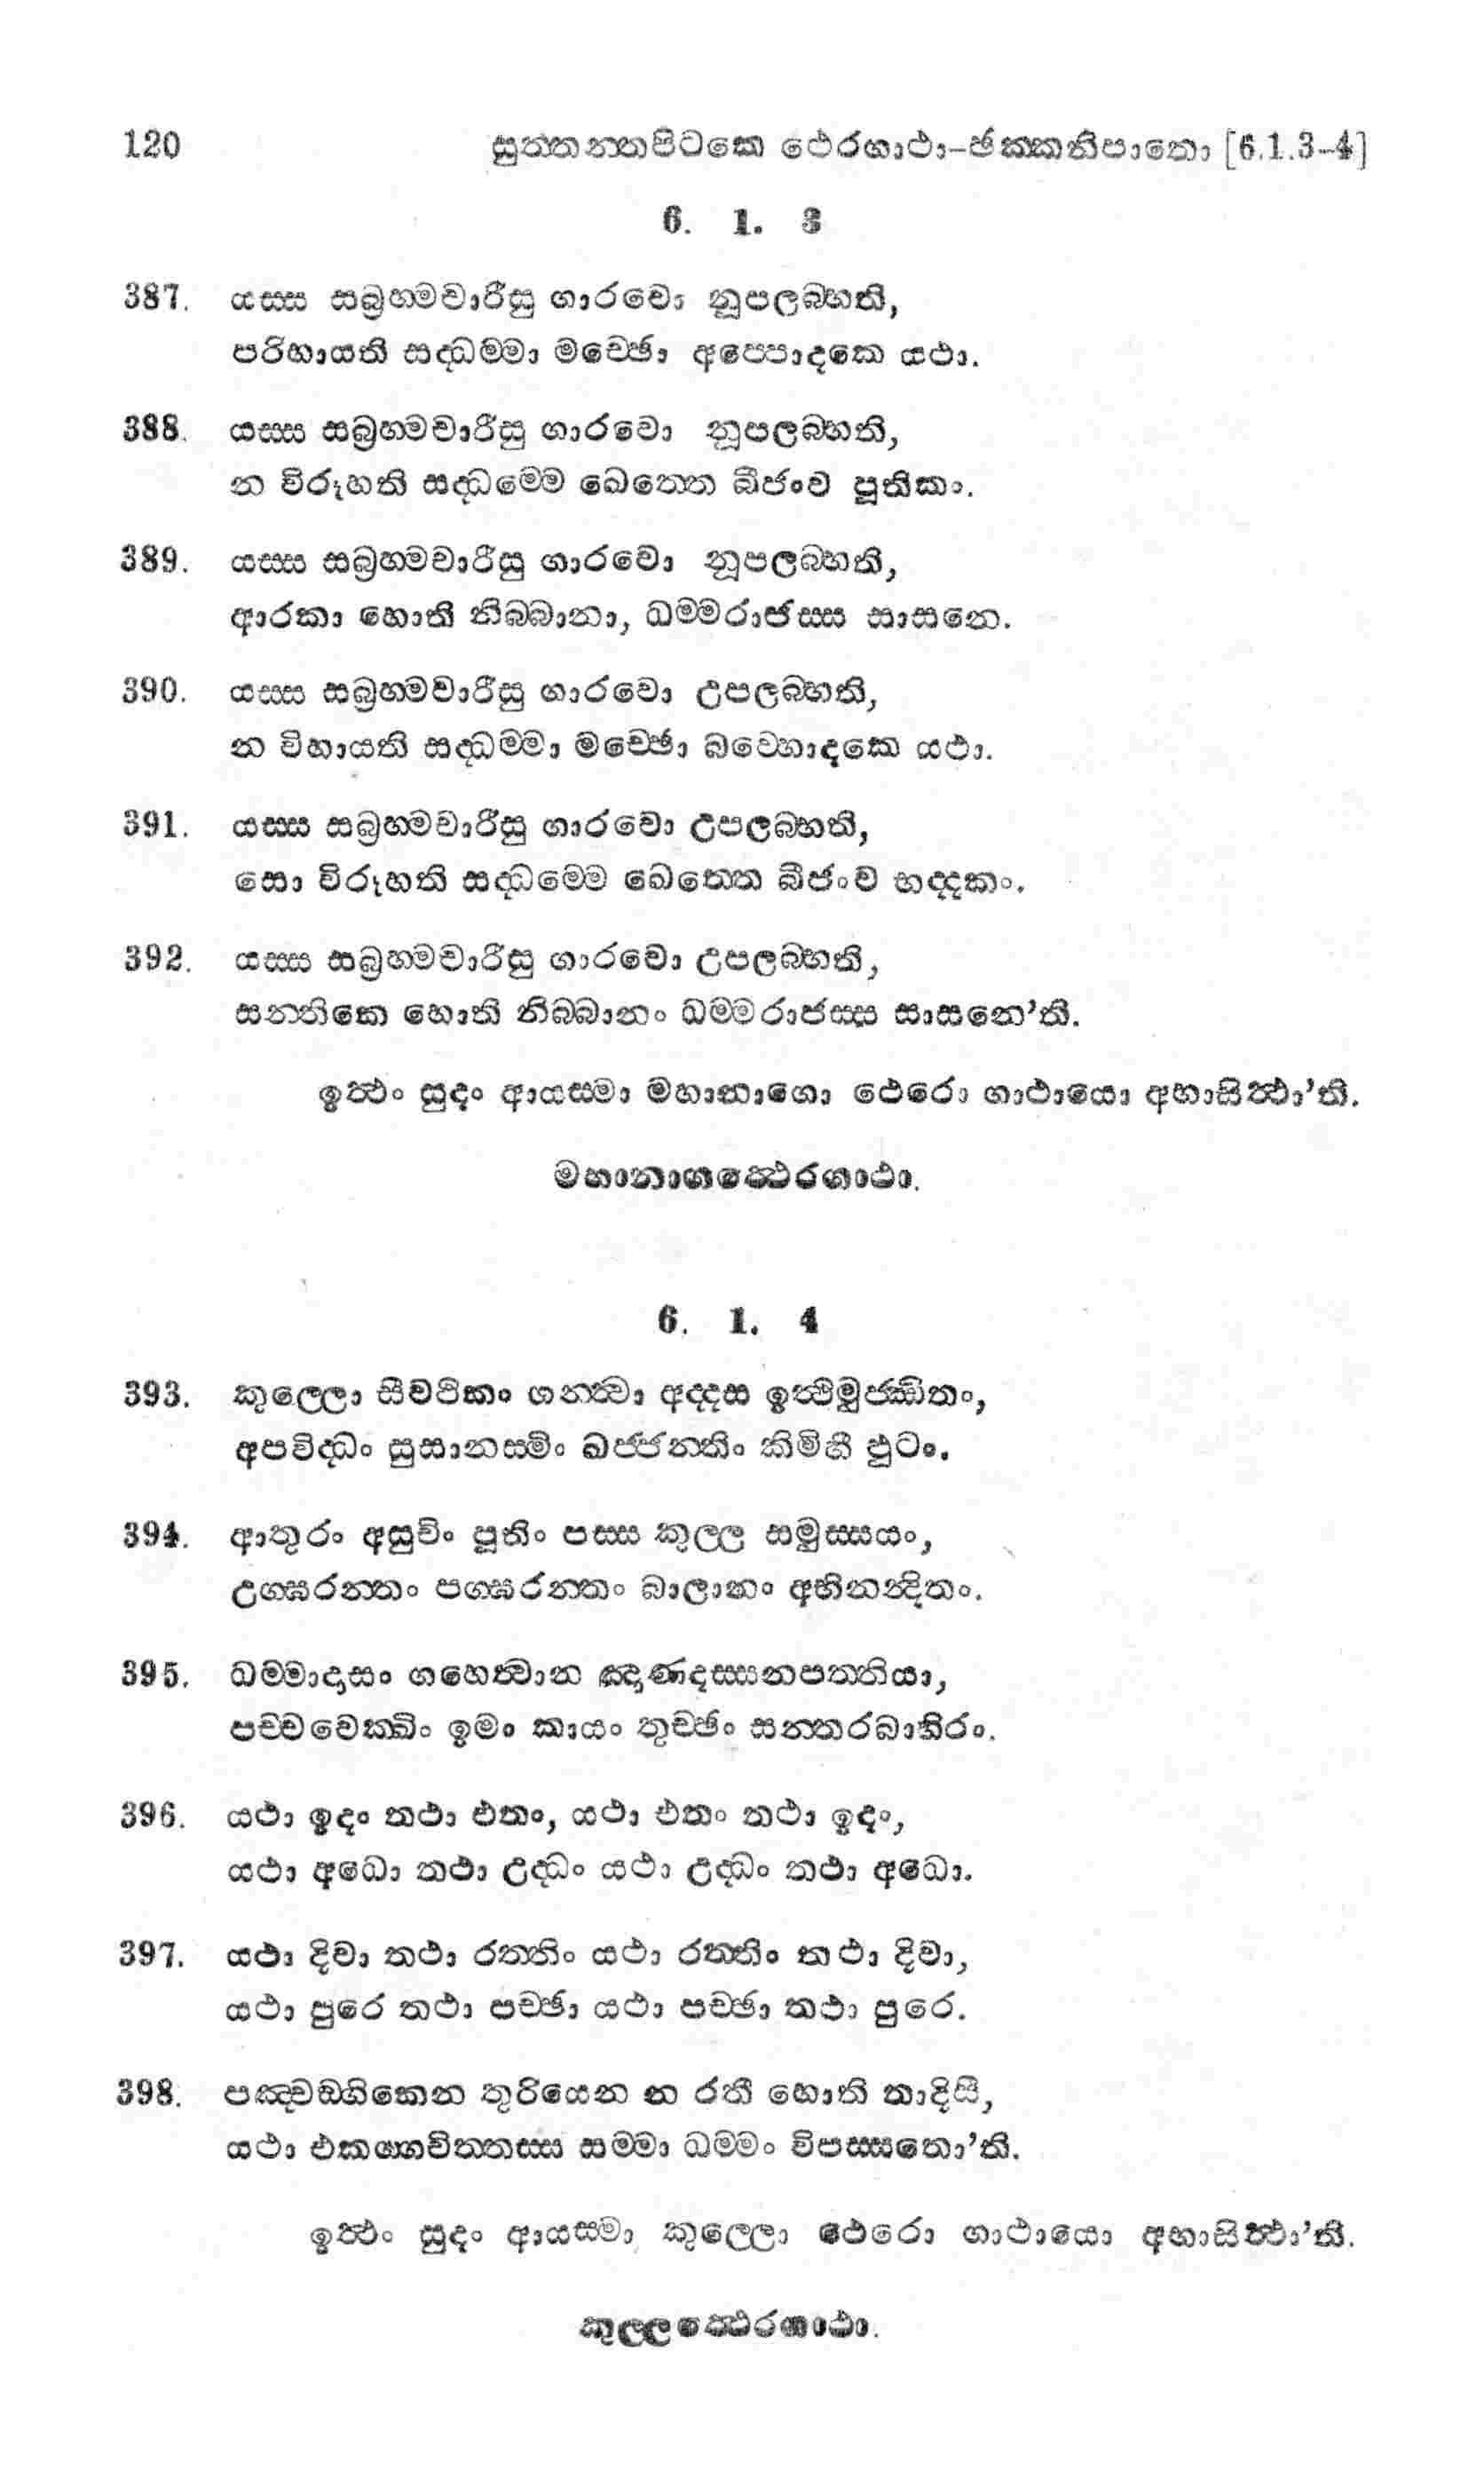 120 සුත්තන්තපිටකෙ ථෙරගාථා-ඡක්කනිපාතො [6.1.3-4]
6. 1. 3
387. යස්ස සබ්‍රහ්මචාරීසු ගාරවො නූපලබ්භති,
පරිහායති සද්ධම්මා මච්ඡො අප්පොදකෙ යථා.
388. යස්ස සබ්‍රහ්මචාරීසු ගාරවො නූපලබ්භති,
න විරූහති සද්ධම්මෙ ඛෙත්තෙ බීජංව පූතිකං.
389. යස්ස සබ්‍රහ්මචාරීසු ගාරවො නූපලබ්භති,
ආරකා හොති නිබ්බානා, ධම්මරාජස්ස සාසනෙ.
390. යස්ස සබ්‍රහ්මචාරීසු ගාරවො උපලබ්භති,
න විහායති සද්ධම්මා මච්ඡො බව්හොදකෙ යථා.
391. යස්ස සබ්‍රහ්මචාරීසු ගාරවො උපලබ්භති,
සො විරූහති සද්ධම්මෙ ඛෙත්තෙ බීජංව භද්දකං.
392. යස්ස සබ්‍රහ්මචාරීසු ගාරවො උපලබ්භති,
සන්තිකෙ හොති නිබ්බානං ධම්මරාජස්ස සාසනෙ’ති.
ඉත්ථං සුදං ආයස්මා මහානාගො ථෙරො ගාථායො අභාසිත්ථා’ති.
මහානාගත්ථෙරගාථා.
6. 1. 4
393. කුල්ලො සීවථිකං ගන්ත්වා අද්දස ඉත්ථිමුජ්ඣිතං,
අපවිද්ධං සුසානස්මිං ඛජ්ජන්තිං කිමිහී ඵුටං.
394. ආතුරං අසුචිං පූතිං පස්ස කුල්ල සමුස්සයං,
උග්ඝරන්තං පග්ඝරන්තං බාලානං අභිනන්දිතං.
395. ධම්මාදාසං ගහෙත්වාන ඤාණදස්සනපත්තියා,
පච්චවෙක්ඛිං ඉමං කායං තුච්ඡං සන්තරබාහිරං.
396. යථා ඉදං තථා එතං, යථා එතං තථා ඉදං,
යථා අධො තථා උද්ධං යථා උද්ධං තථා අධො.
397. යථා දිවා තථා රත්තිං යථා රත්තිං තථා දිවා,
යථා පුරෙ තථා පච්ඡා යථා පච්ඡා තථා පුරෙ.
398. පඤ්චඞ්ගිකෙන තුරියෙන න රතී හොති තාදිසී,
යථා එකග්ගචිත්තස්ස සම්මා ධම්මං විපස්සතො’ති.
ඉත්ථං සුදං ආයස්මා කුල්ලො ථෙරො ගාථායො අභාසිත්ථා’ති.
කුල්ලත්ථෙරගාථා.